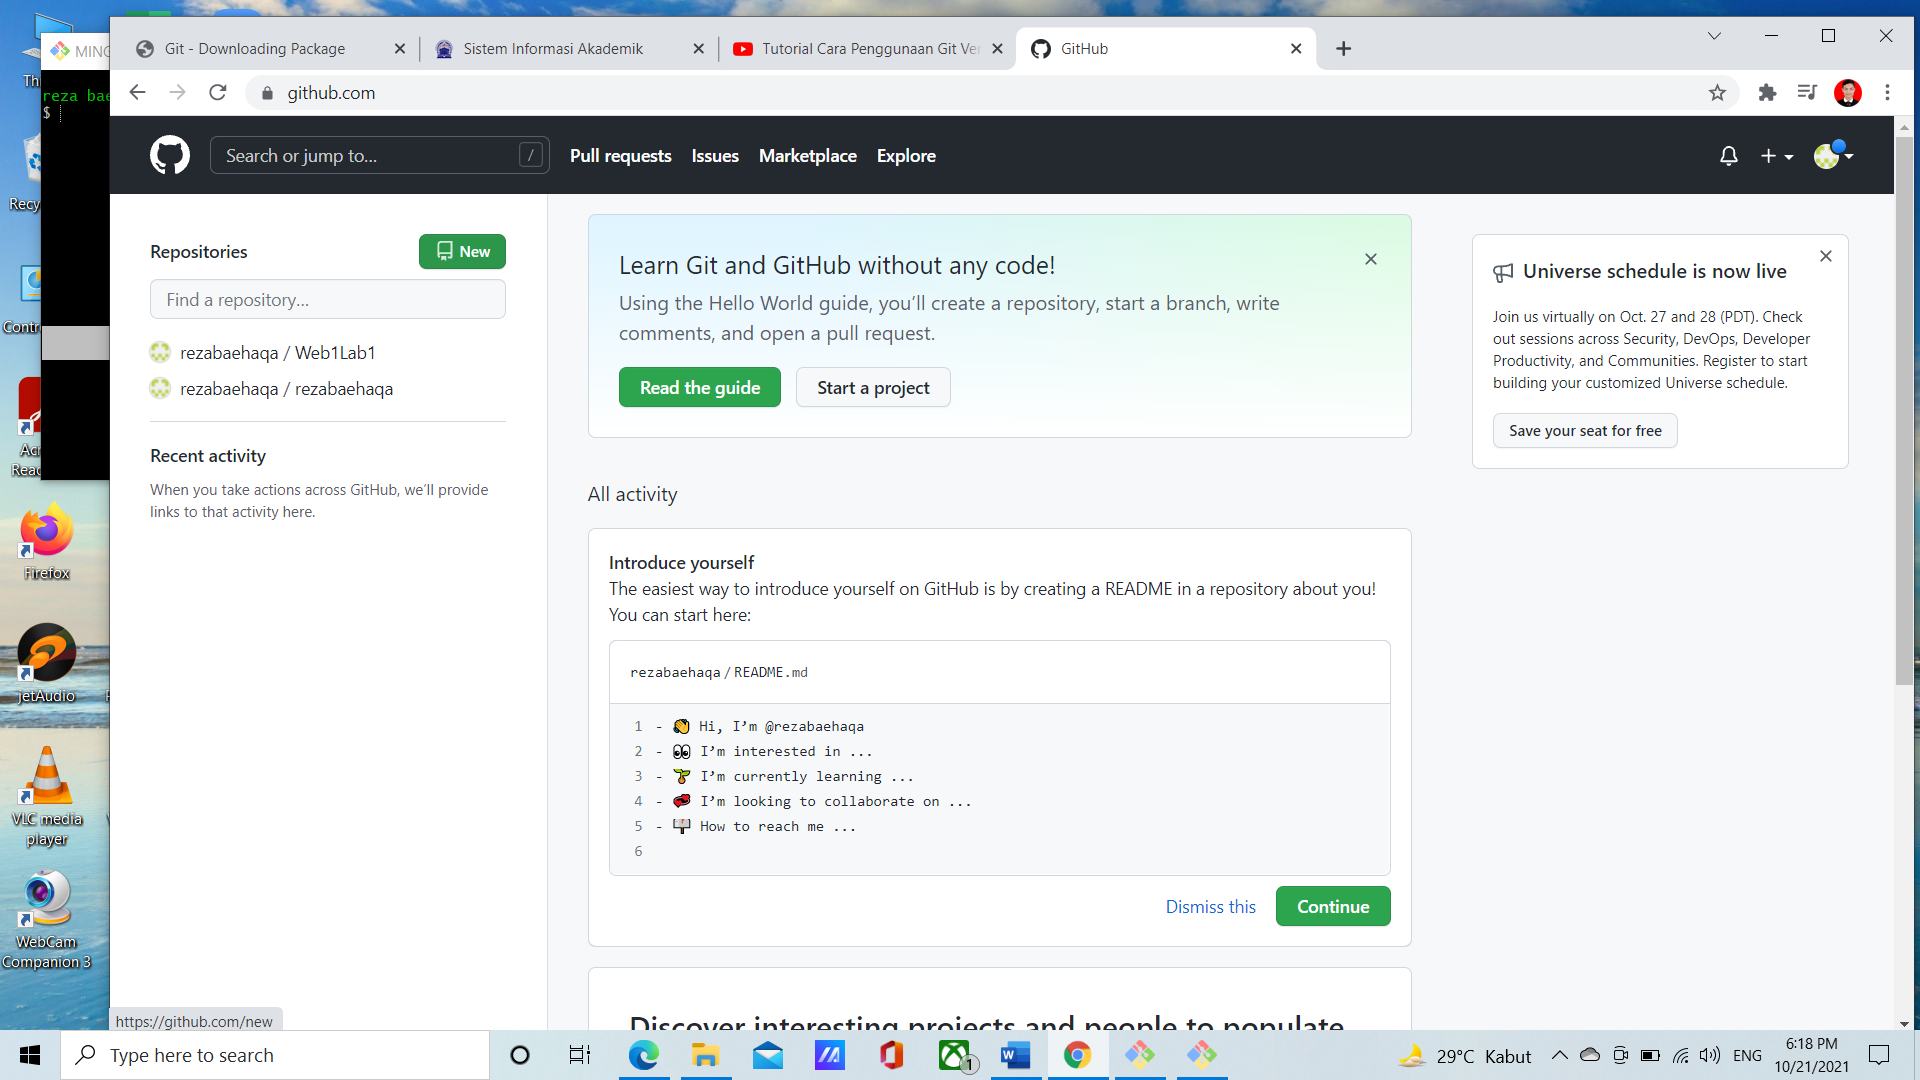 MING
Git - Downloading Package
Sistem Informasi Akademik
Tutorial Cara Penggunaan Git Ver
GitHub
github.com
reza bae
$
Search or jump to...
/
Pull requests
Issues
Marketplace
Explore
Repositories
New
Find a repository...
rezabaehaqa / Web1Lab1
rezabaehaqa / rezabaehaqa
Recent activity
When you take actions across GitHub, we'll provide
links to that activity here.
Learn Git and GitHub without any code!
Using the Hello World guide, you'll create a repository, start a branch, write
comments, and open a pull request.
Read the guide
Start a project
Universe schedule is now live
Join us virtually on Oct. 27 and 28 (PDT). Check
out sessions across Security, DevOps, Developer
Productivity, and Communities. Register to start
building your customized Universe schedule.
Save your seat for free
All activity
Introduce yourself
The easiest way to introduce yourself on GitHub is by creating a README in a repository about you!
You can start here:
rezabaehaqa / README.md
1 - 👋 Hi, I'm @rezabaehaqa
2 - 👀 I'm interested in ...
3 - 🌱 I'm currently learning ...
4 - 💞️ I'm looking to collaborate on ...
5 - 📫 How to reach me ...
6
Dismiss this
Continue
Discover interesting projects and people to populate
https://github.com/new
Th
Recy
Contr
Acr
Reac
Firefox
jetAudio
VLC media
player
WebCam
Companion 3
Type here to search
1
29°C Kabut
ENG
6:18 PM
10/21/2021